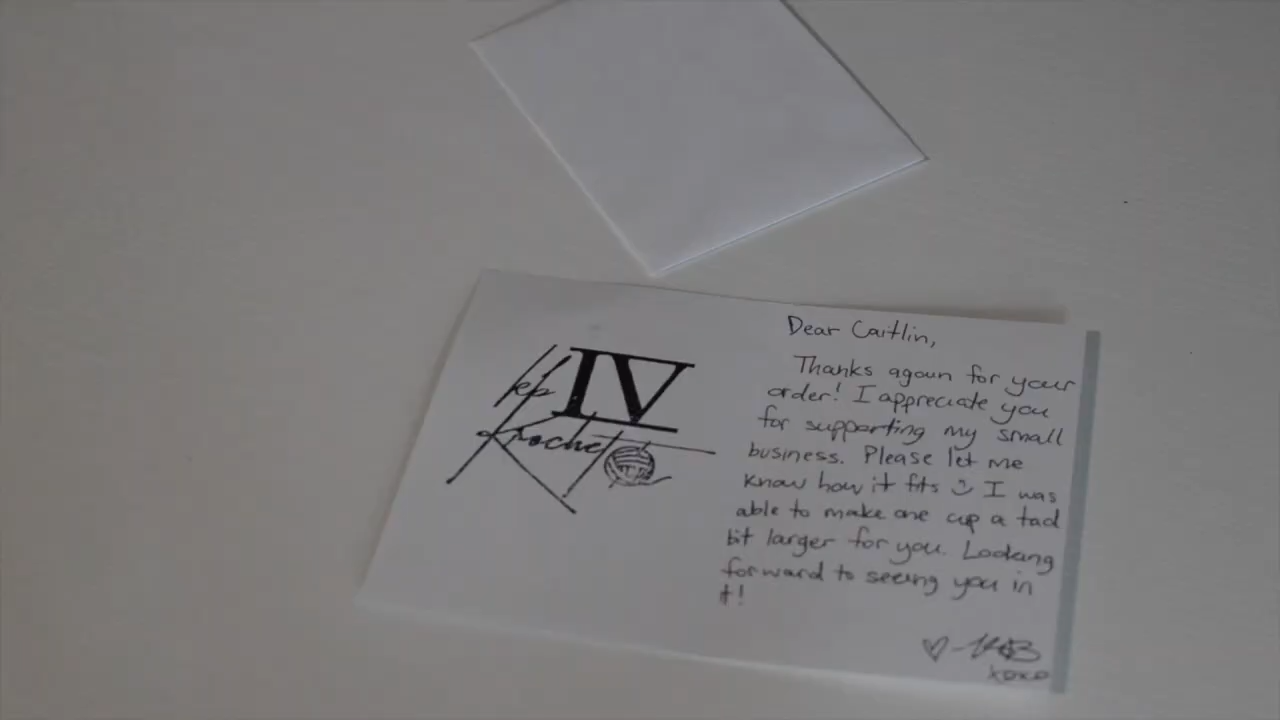 IV
Krochet
Dear Caitlin,
Thanks again for your
order! I appreciate you
for supporting my small
business. Please let me
know how it fits I was
able to make one cup a tad
bit larger for you. Looking
forward to seeing you in
it!
xoxo